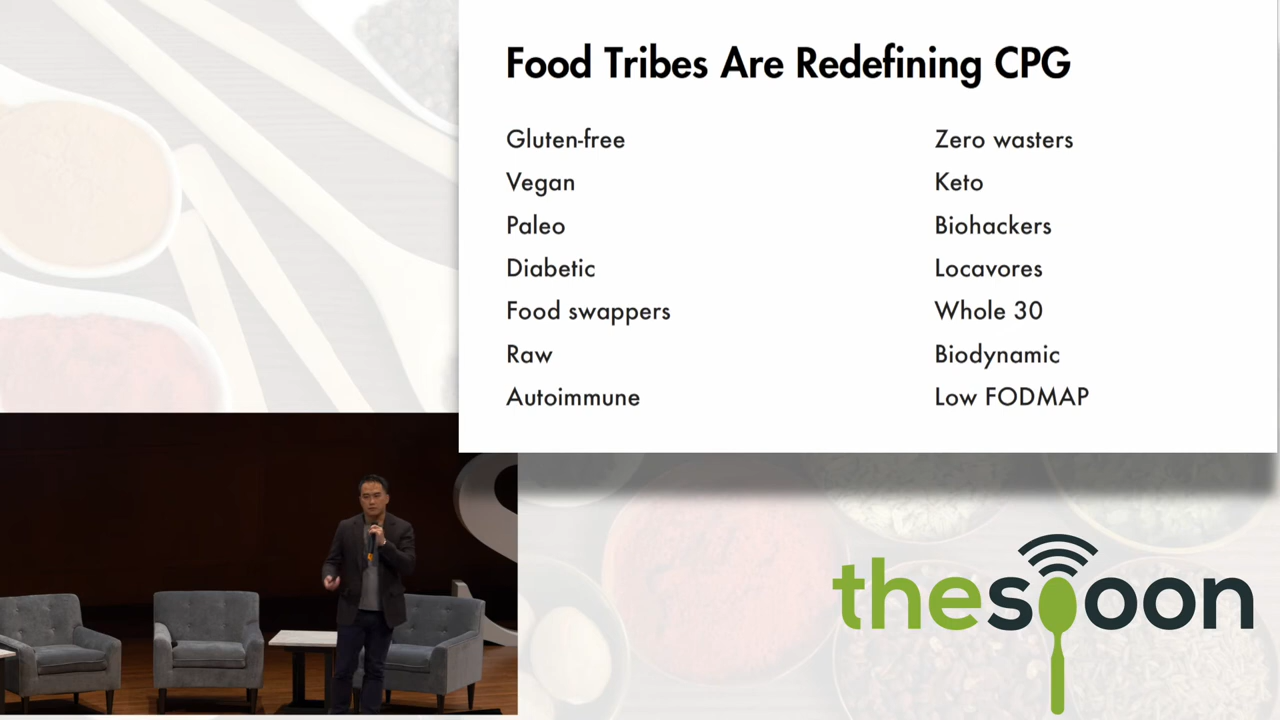 Food Tribes Are Redefining CPG
Gluten-free
Vegan
Paleo
Diabetic
Food swappers
Raw
Autoimmune
Zero wasters
Keto
Biohackers
Locavores
Whole 30
Biodynamic
Low FODMAP
thespoon